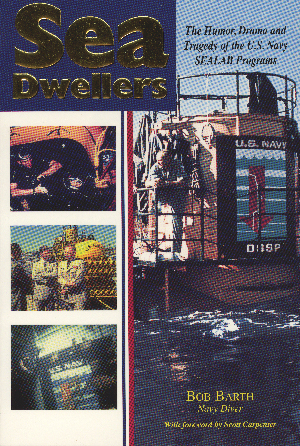 Sea
Dwellers
The Humor, Drama and
Tragedy of the U.S. Navy
SEALAB Programs
U.S. NAVY
DSSP
U.S. NAVY
BOB BARTH
Navy Diver
With foreword by Scott Carpenter